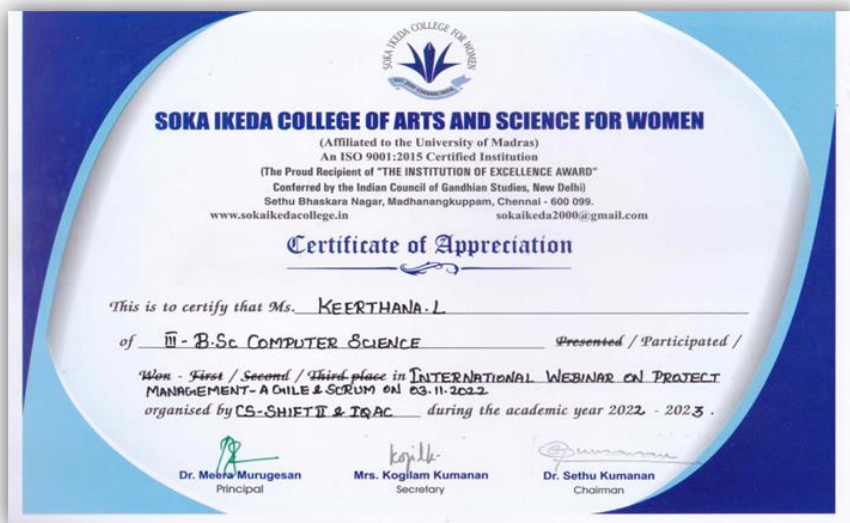 SOKA IKEDA COLLEGE FOR WOMEN
SOKA IKEDA COLLEGE OF ARTS AND SCIENCE FOR WOMEN
(Affiliated to the University of Madras)
An ISO 9001:2015 Certified Institution
(The Proud Recipient of "THE INSTITUTION OF EXCELLENCE AWARD"
Conferred by the Indian Council of Gandhian Studies, New Delhi)
Sethu Bhaskara Nagar, Madhanangkuppam, Chennai - 600 099.
www.sokaikedacollege.in sokaikeda2000@gmail.com
Certificate of Appreciation
This is to certify that Ms. KEERTHANA.L
of III - B.Sc COMPUTER SCIENCE Presented / Participated /
Won - First / Second / Third place in INTERNATIONAL WEBINAR ON PROJECT
MANAGEMENT - AGILE & SCRUM ON 03.11.2022
organised by CS-SHIFT II & IQAC during the academic year 2022 - 2023.
Dr. Meera Murugesan Mrs. Kogilam Kumanan Dr. Sethu Kumanan
Principal Secretary Chairman